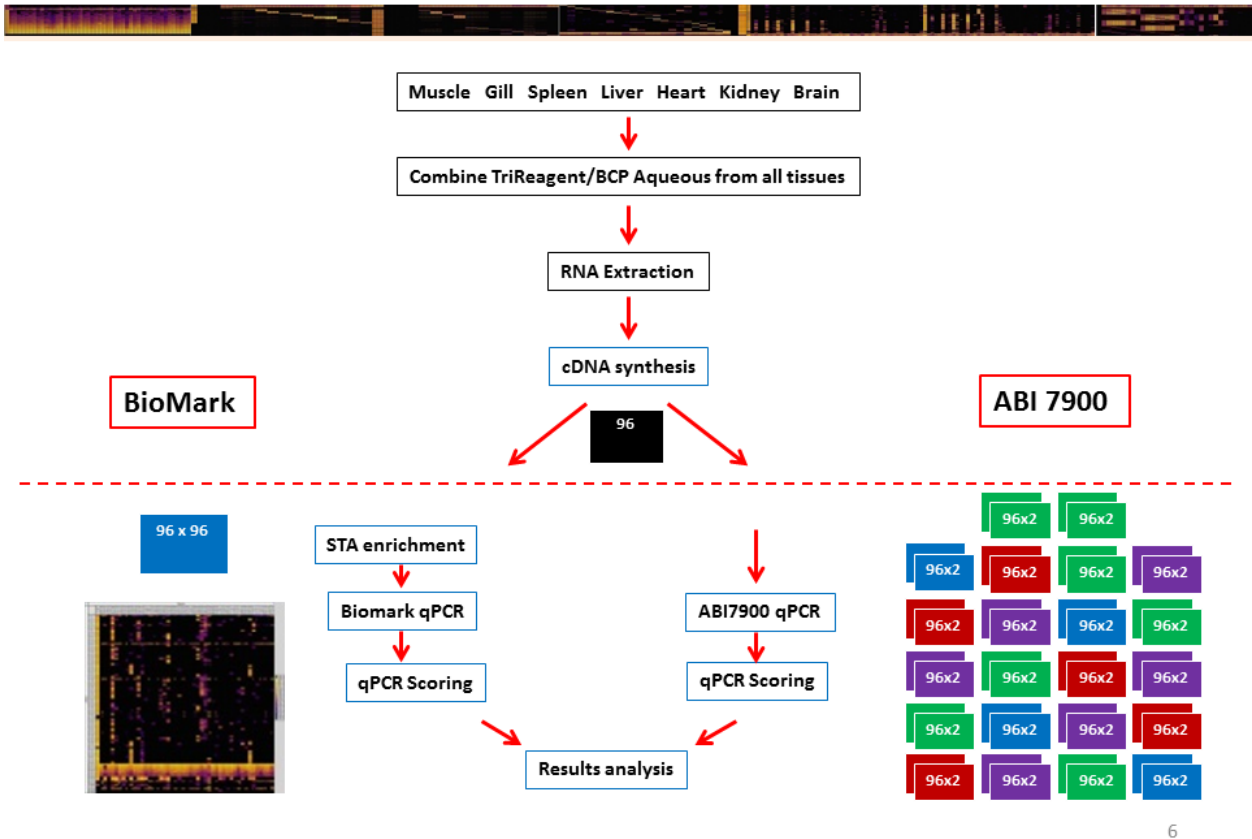 Muscle Gill Spleen Liver Heart Kidney Brain
Combine TriReagent/BCP Aqueous from all tissues
RNA Extraction
cDNA synthesis
BioMark
96
ABI 7900
96 x 96
STA enrichment
Biomark qPCR
qPCR Scoring
ABI7900 qPCR
qPCR Scoring
Results analysis
96x2 96x2
96x2 96x2 96x2 96x2
96x2 96x2 96x2 96x2
96x2 96x2 96x2 96x2
96x2 96x2 96x2 96x2
96x2 96x2 96x2 96x2
6